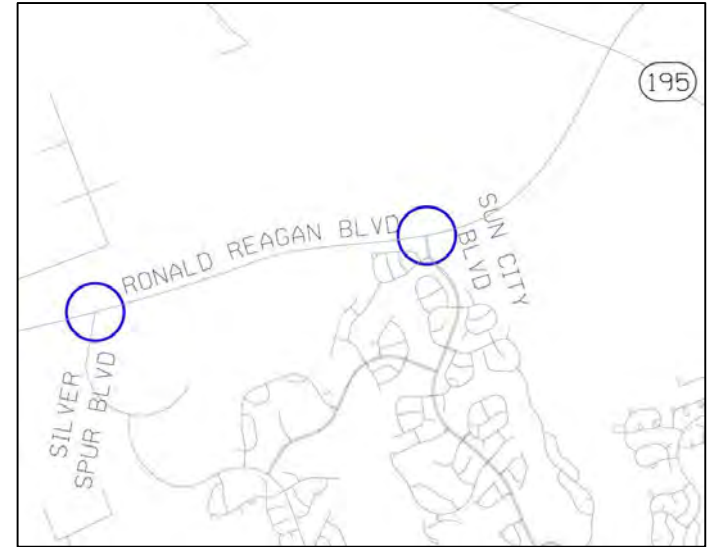 195
RONALD REAGAN BLVD
SUN CITY
BLVD
SILVER
SPUR BLVD